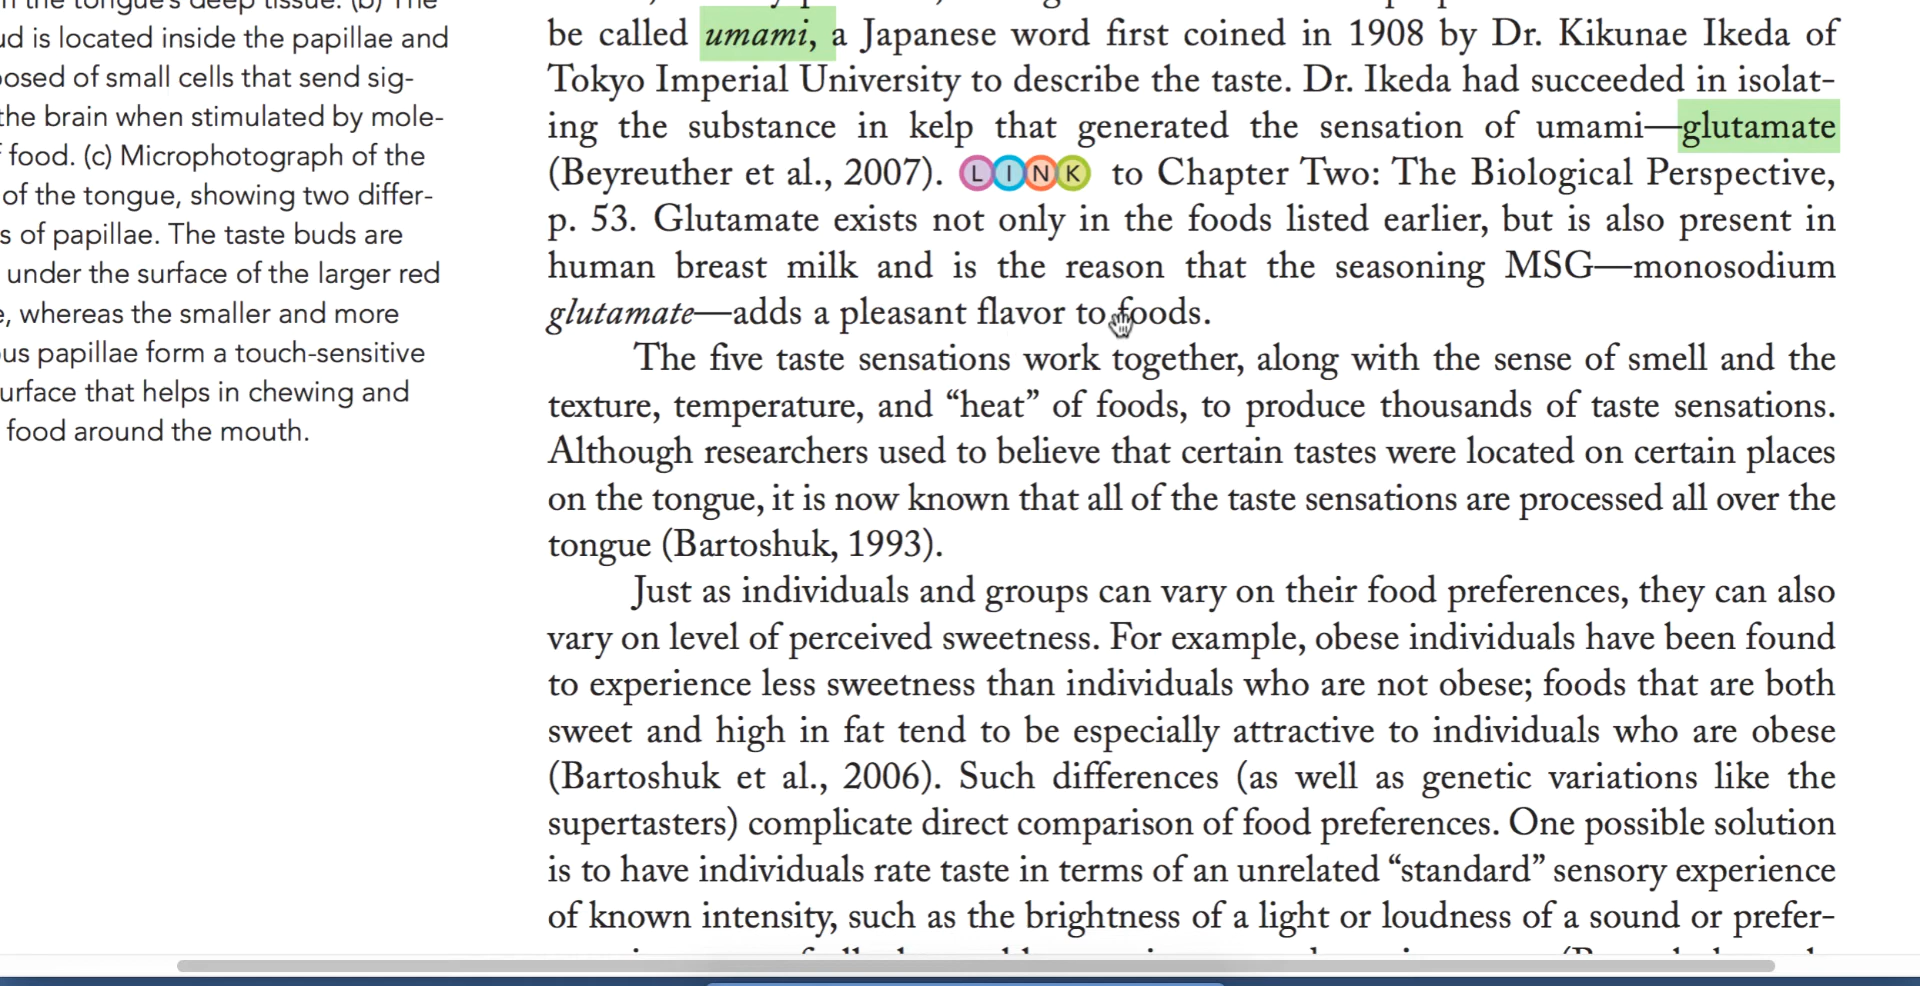 the tongue's deep tissue. (b) The
ud is located inside the papillae and
posed of small cells that send sig-
the brain when stimulated by mole-
food. (c) Microphotograph of the
of the tongue, showing two differ-
s of papillae. The taste buds are
under the surface of the larger red
e, whereas the smaller and more
ous papillae form a touch-sensitive
urface that helps in chewing and
food around the mouth.
be called umami, a Japanese word first coined in 1908 by Dr. Kikunae Ikeda of
Tokyo Imperial University to describe the taste. Dr. Ikeda had succeeded in isolat-
ing the substance in kelp that generated the sensation of umami—glutamate
(Beyreuther et al., 2007). LINK to Chapter Two: The Biological Perspective,
p. 53. Glutamate exists not only in the foods listed earlier, but is also present in
human breast milk and is the reason that the seasoning MSG—monosodium
glutamate—adds a pleasant flavor to foods.
The five taste sensations work together, along with the sense of smell and the
texture, temperature, and “heat” of foods, to produce thousands of taste sensations.
Although researchers used to believe that certain tastes were located on certain places
on the tongue, it is now known that all of the taste sensations are processed all over the
tongue (Bartoshuk, 1993).
Just as individuals and groups can vary on their food preferences, they can also
vary on level of perceived sweetness. For example, obese individuals have been found
to experience less sweetness than individuals who are not obese; foods that are both
sweet and high in fat tend to be especially attractive to individuals who are obese
(Bartoshuk et al., 2006). Such differences (as well as genetic variations like the
supertasters) complicate direct comparison of food preferences. One possible solution
is to have individuals rate taste in terms of an unrelated “standard” sensory experience
of known intensity, such as the brightness of a light or loudness of a sound or prefer-